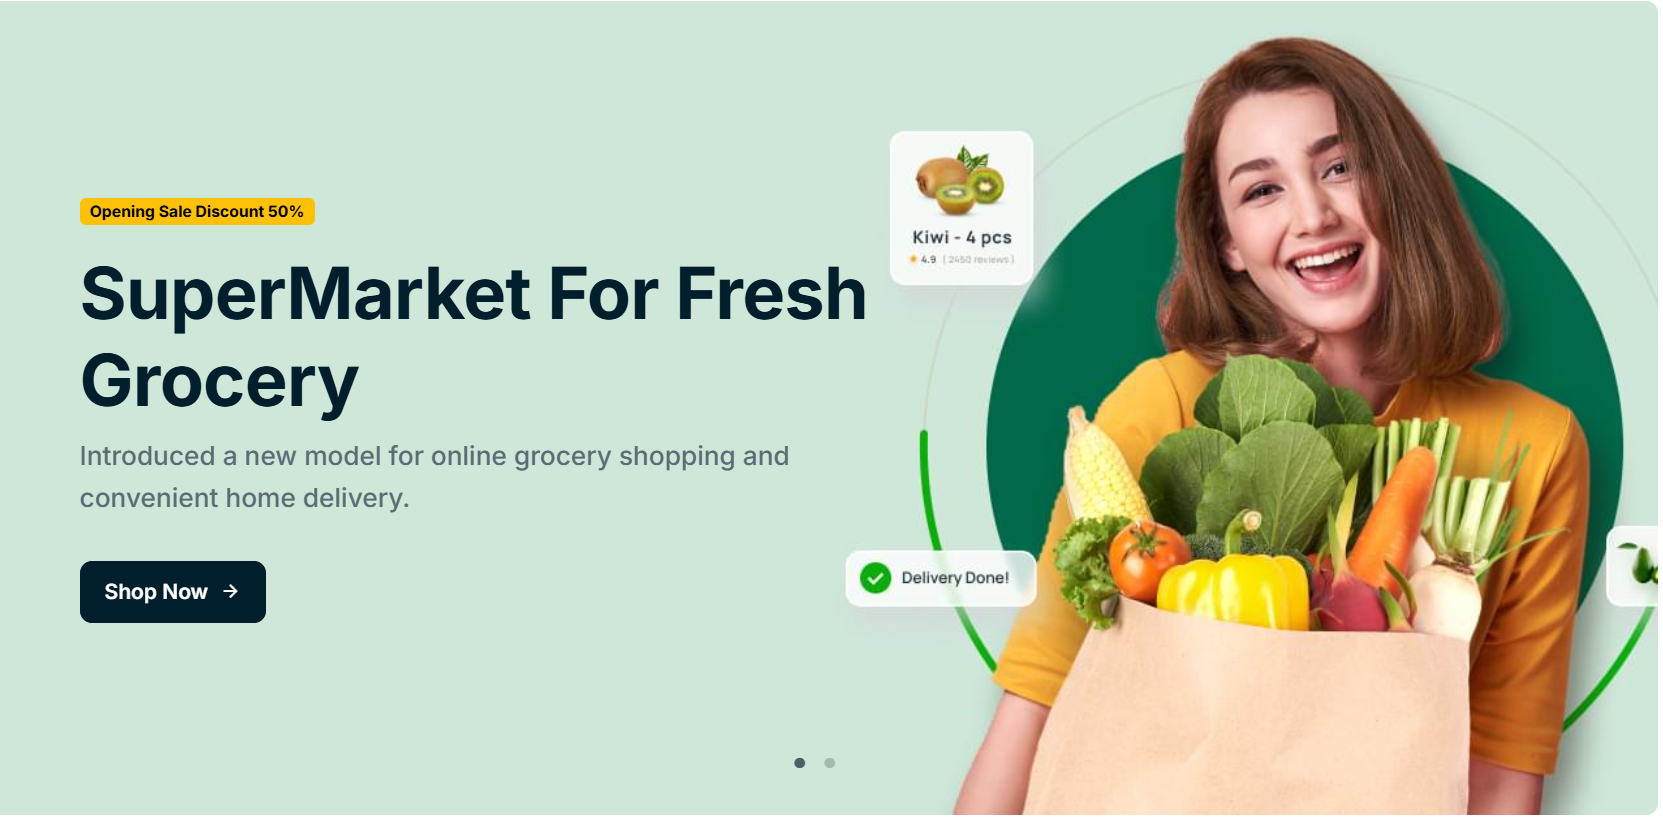 Opening Sale Discount 50%
SuperMarket For Fresh
Grocery
Introduced a new model for online grocery shopping and
convenient home delivery.
Shop Now
Kiwi - 4 pcs
4.9 ( 2450 reviews )
Delivery Done!